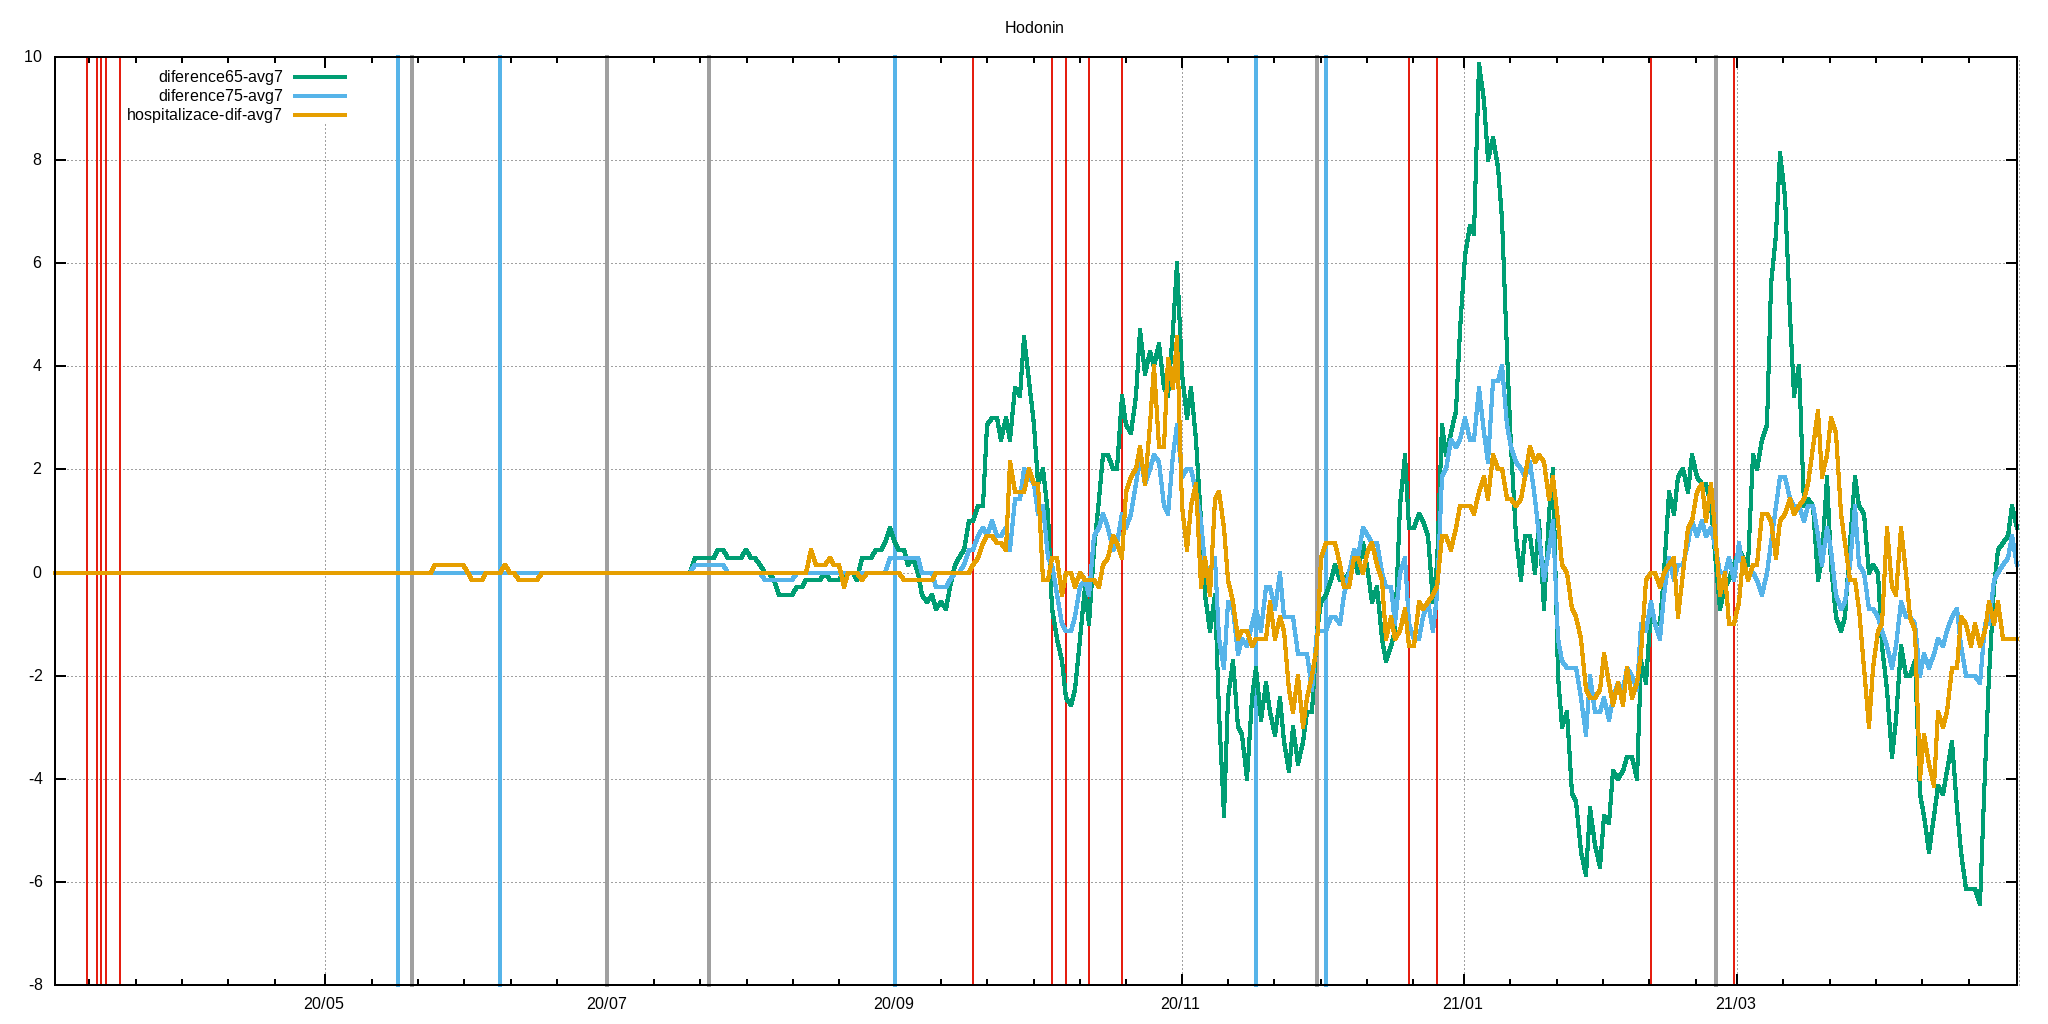 Hodonin
diference65-avg7
diference75-avg7
hospitalizace-dif-avg7
10
8
6
4
2
0
-2
-4
-6
-8
20/05 20/07 20/09 20/11 21/01 21/03